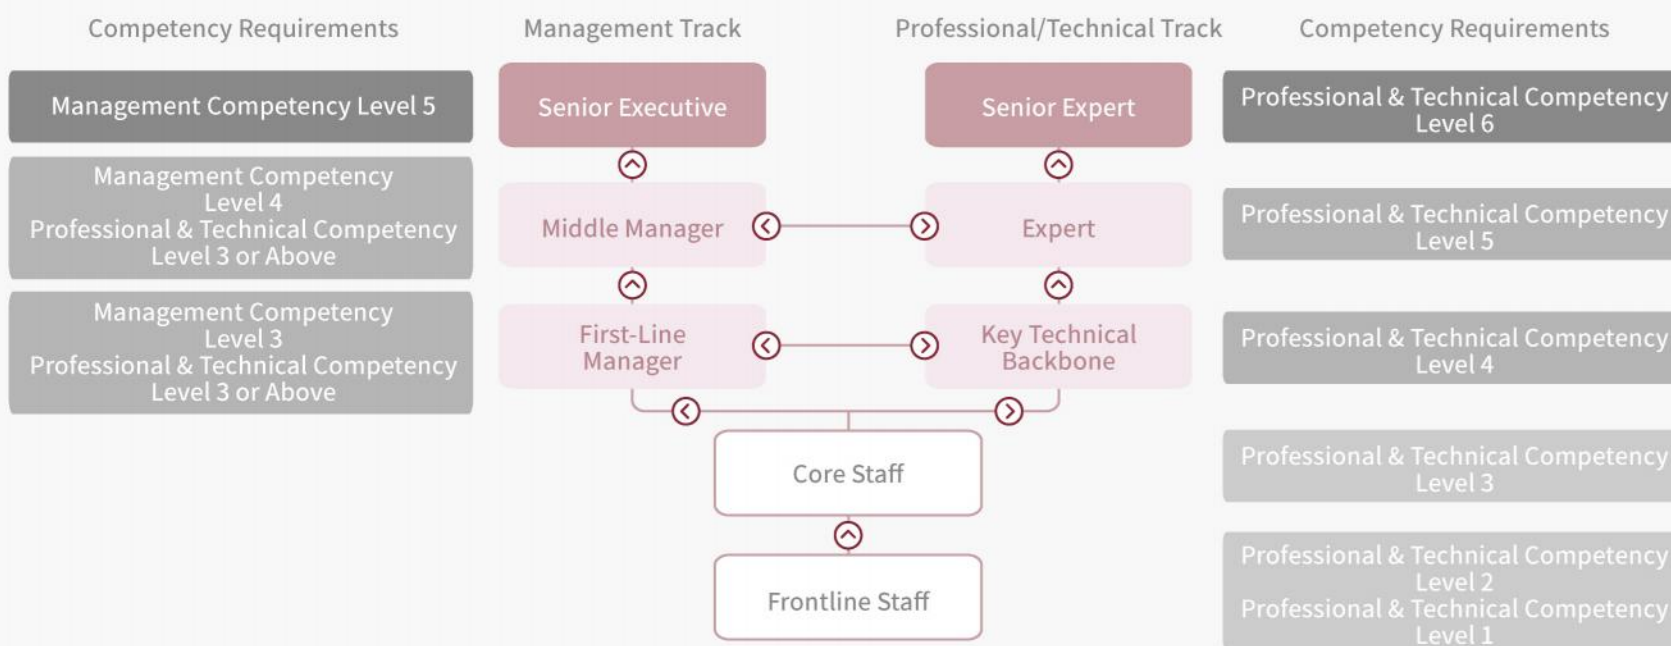 Competency Requirements
Management Track
Professional/Technical Track
Competency Requirements
Management Competency Level 5
Senior Executive
Senior Expert
Professional & Technical Competency
Level 6
Management Competency
Level 4
Professional & Technical Competency
Level 3 or Above
Middle Manager
Expert
Professional & Technical Competency
Level 5
Management Competency
Level 3
Professional & Technical Competency
Level 3 or Above
First-Line
Manager
Key Technical
Backbone
Professional & Technical Competency
Level 4
Core Staff
Professional & Technical Competency
Level 3
Frontline Staff
Professional & Technical Competency
Level 2
Professional & Technical Competency
Level 1